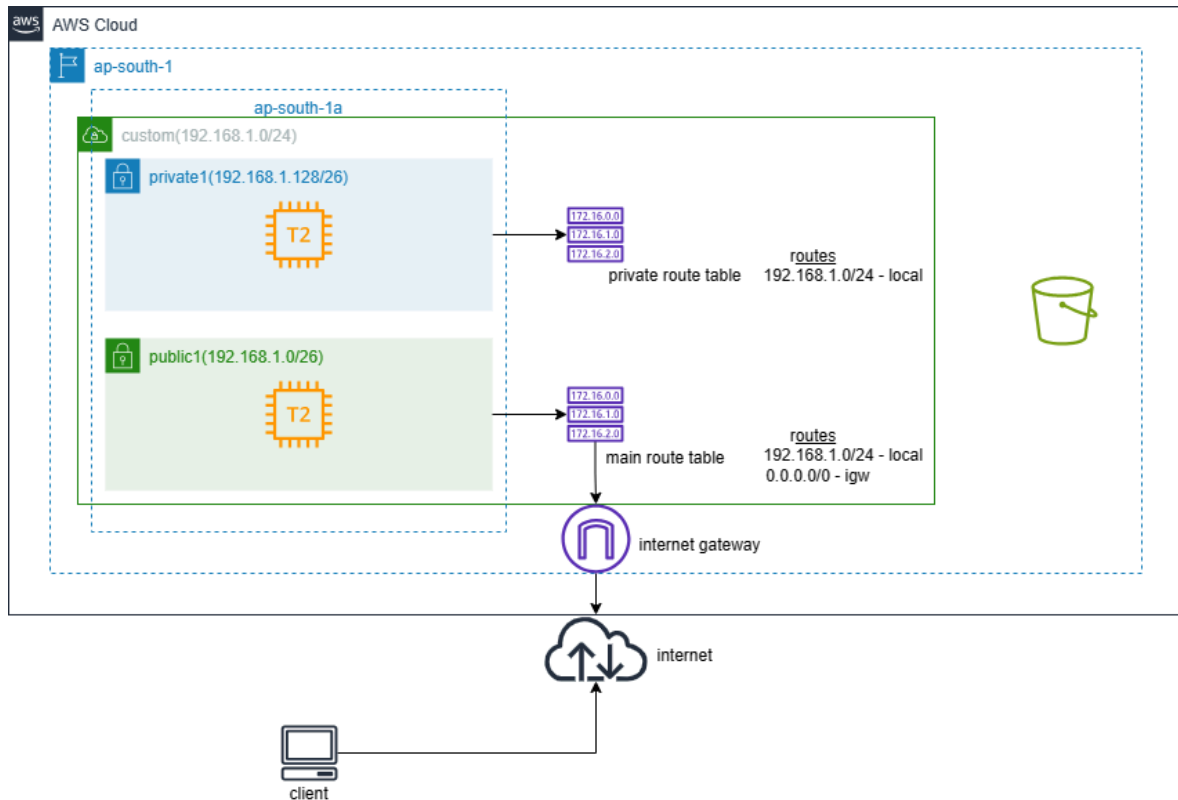 aws
AWS Cloud
ap-south-1
ap-south-1a
custom(192.168.1.0/24)
private1(192.168.1.128/26)
T2
172.16.0.0
172.16.1.0
172.16.2.0
private route table
routes
192.168.1.0/24 - local
public1(192.168.1.0/26)
T2
172.16.0.0
172.16.1.0
172.16.2.0
main route table
routes
192.168.1.0/24 - local
0.0.0.0/0 - igw
internet gateway
internet
client